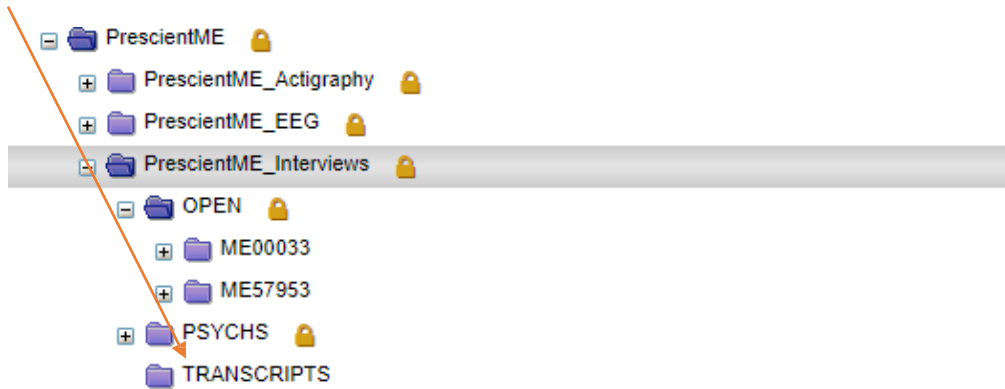 PrescientME
PrescientME_Actigraphy
PrescientME_EEG
PrescientME_Interviews
OPEN
ME00033
ME57953
PSYCHS
TRANSCRIPTS